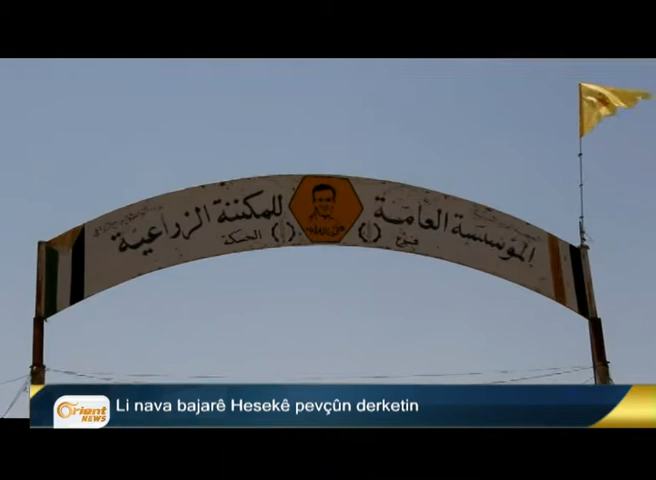 المؤسسة العامة للمكننة الزراعية
فرع الحسكة
Orient NEWS
Li nava bajarê Hesekê pevçûn derketin